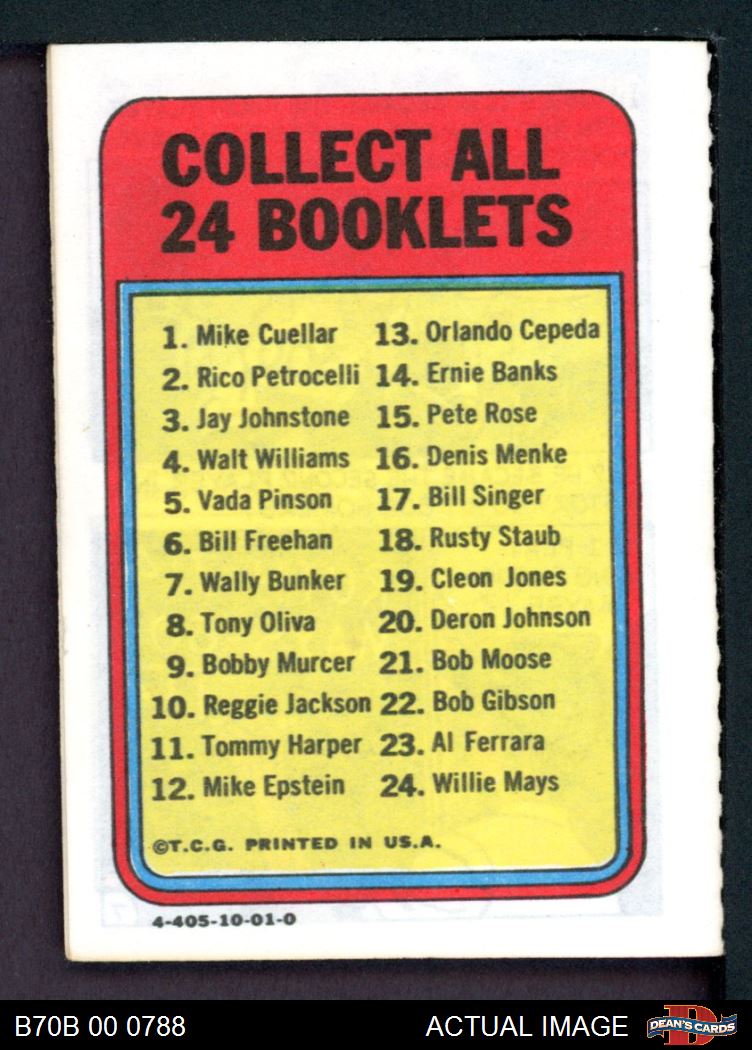 COLLECT ALL
24 BOOKLETS
1. Mike Cuellar
2. Rico Petrocelli
3. Jay Johnstone
4. Walt Williams
5. Vada Pinson
6. Bill Freehan
7. Wally Bunker
8. Tony Oliva
9. Bobby Murcer
10. Reggie Jackson
11. Tommy Harper
12. Mike Epstein
13. Orlando Cepeda
14. Ernie Banks
15. Pete Rose
16. Denis Menke
17. Bill Singer
18. Rusty Staub
19. Cleon Jones
20. Deron Johnson
21. Bob Moose
22. Bob Gibson
23. Al Ferrara
24. Willie Mays
©T.C.G. PRINTED IN U.S.A.
4-405-10-01-0
B70B 00 0788 ACTUAL IMAGE
D
DEAN'S CARDS